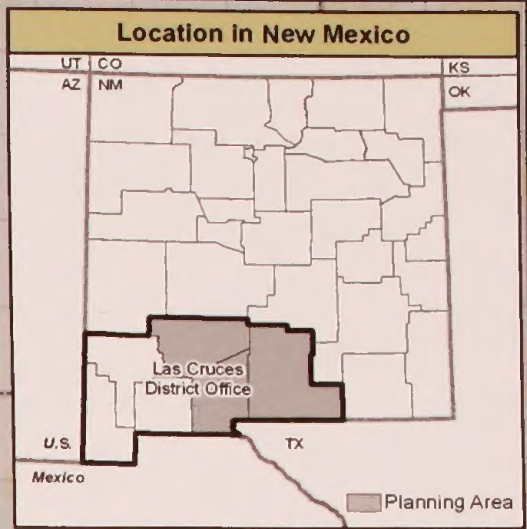 Location in New Mexico
UT CO KS
AZ NM OK
Las Cruces
District Office
U.S. TX
Mexico
Planning Area